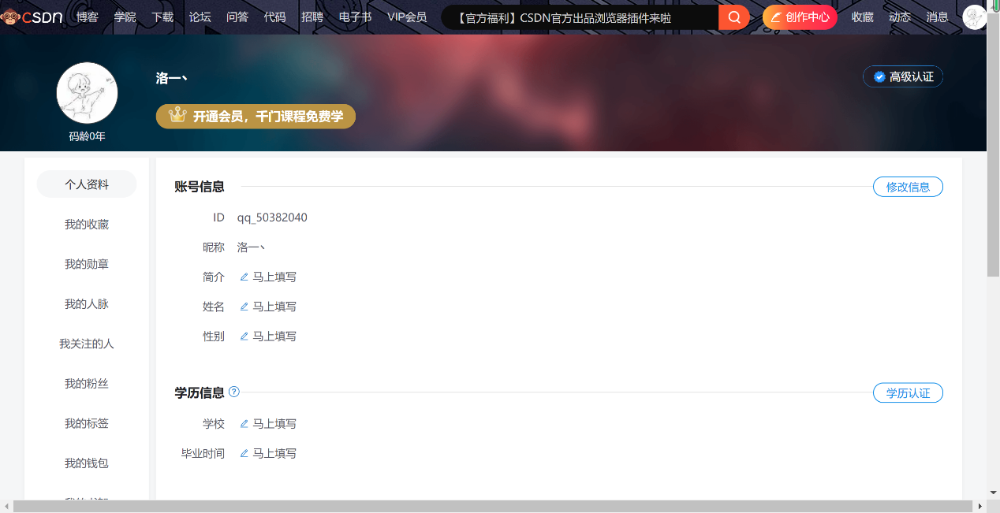 CSDN 博客 学院 下载 论坛 问答 代码 招聘 电子书 VIP会员 【官方福利】CSDN官方出品浏览器插件来啦 创作中心 收藏 动态 消息
洛一丶
高级认证
开通会员，千门课程免费学
码龄0年
个人资料
我的收藏
我的勋章
我的人脉
我关注的人
我的粉丝
我的标签
我的钱包
账号信息 修改信息
ID qq_50382040
昵称 洛一丶
简介 马上填写
姓名 马上填写
性别 马上填写
学历信息 ? 学历认证
学校 马上填写
毕业时间 马上填写